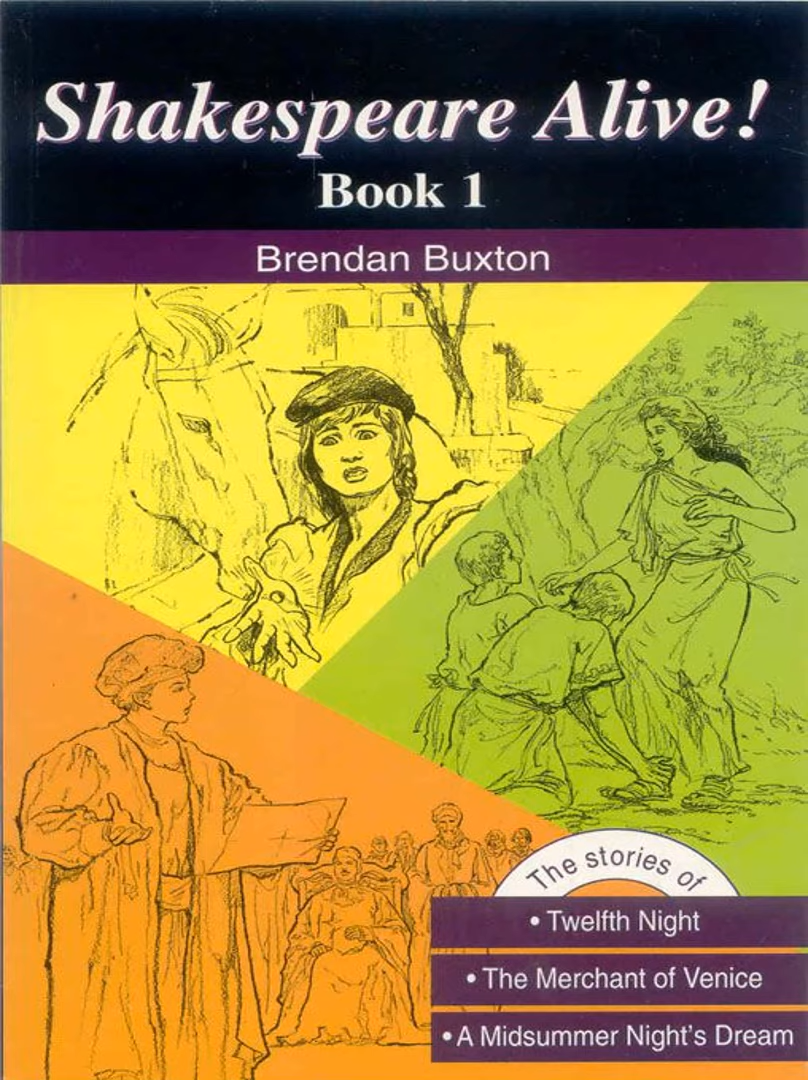 Shakespeare Alive!
Book 1
Brendan Buxton
The stories of
• Twelfth Night
• The Merchant of Venice
• A Midsummer Night's Dream